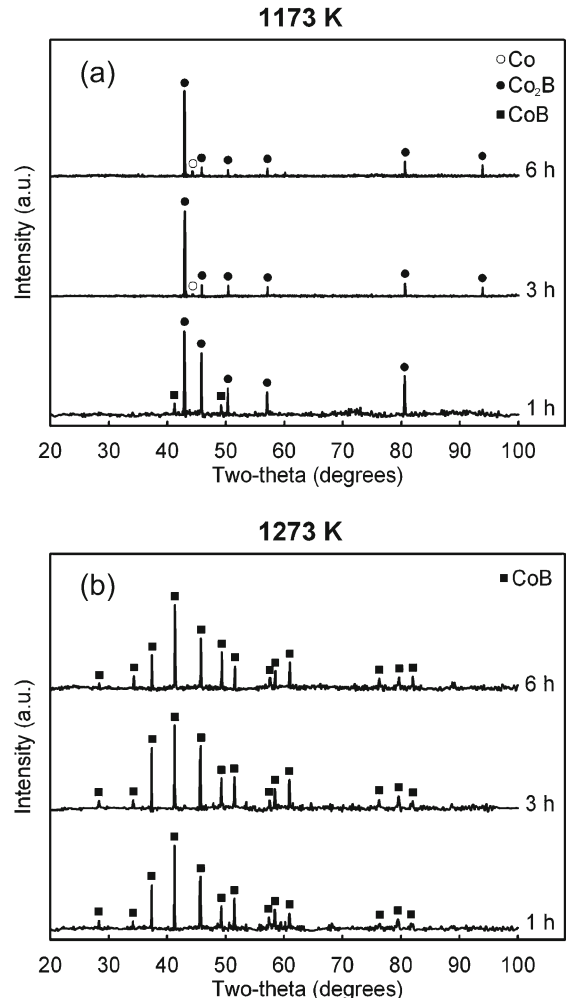 1173 K
(a)
Co
Co₂B
CoB
6 h
3 h
1 h
Intensity (a.u.)
20 30 40 50 60 70 80 90 100
Two-theta (degrees)
1273 K
(b)
CoB
6 h
3 h
1 h
Intensity (a.u.)
20 30 40 50 60 70 80 90 100
Two-theta (degrees)